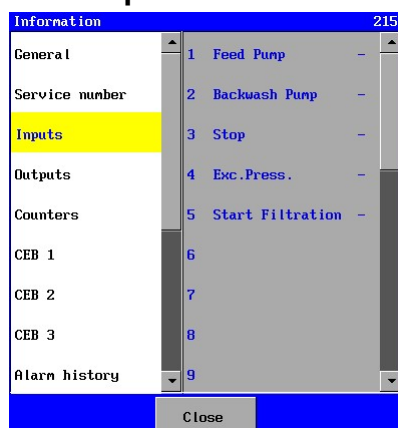 Information 215
General
Service number
Inputs
Outputs
Counters
CEB 1
CEB 2
CEB 3
Alarm history
1 Feed Pump -
2 Backwash Pump -
3 Stop -
4 Exc.Press. -
5 Start Filtration -
6
7
8
9
Close